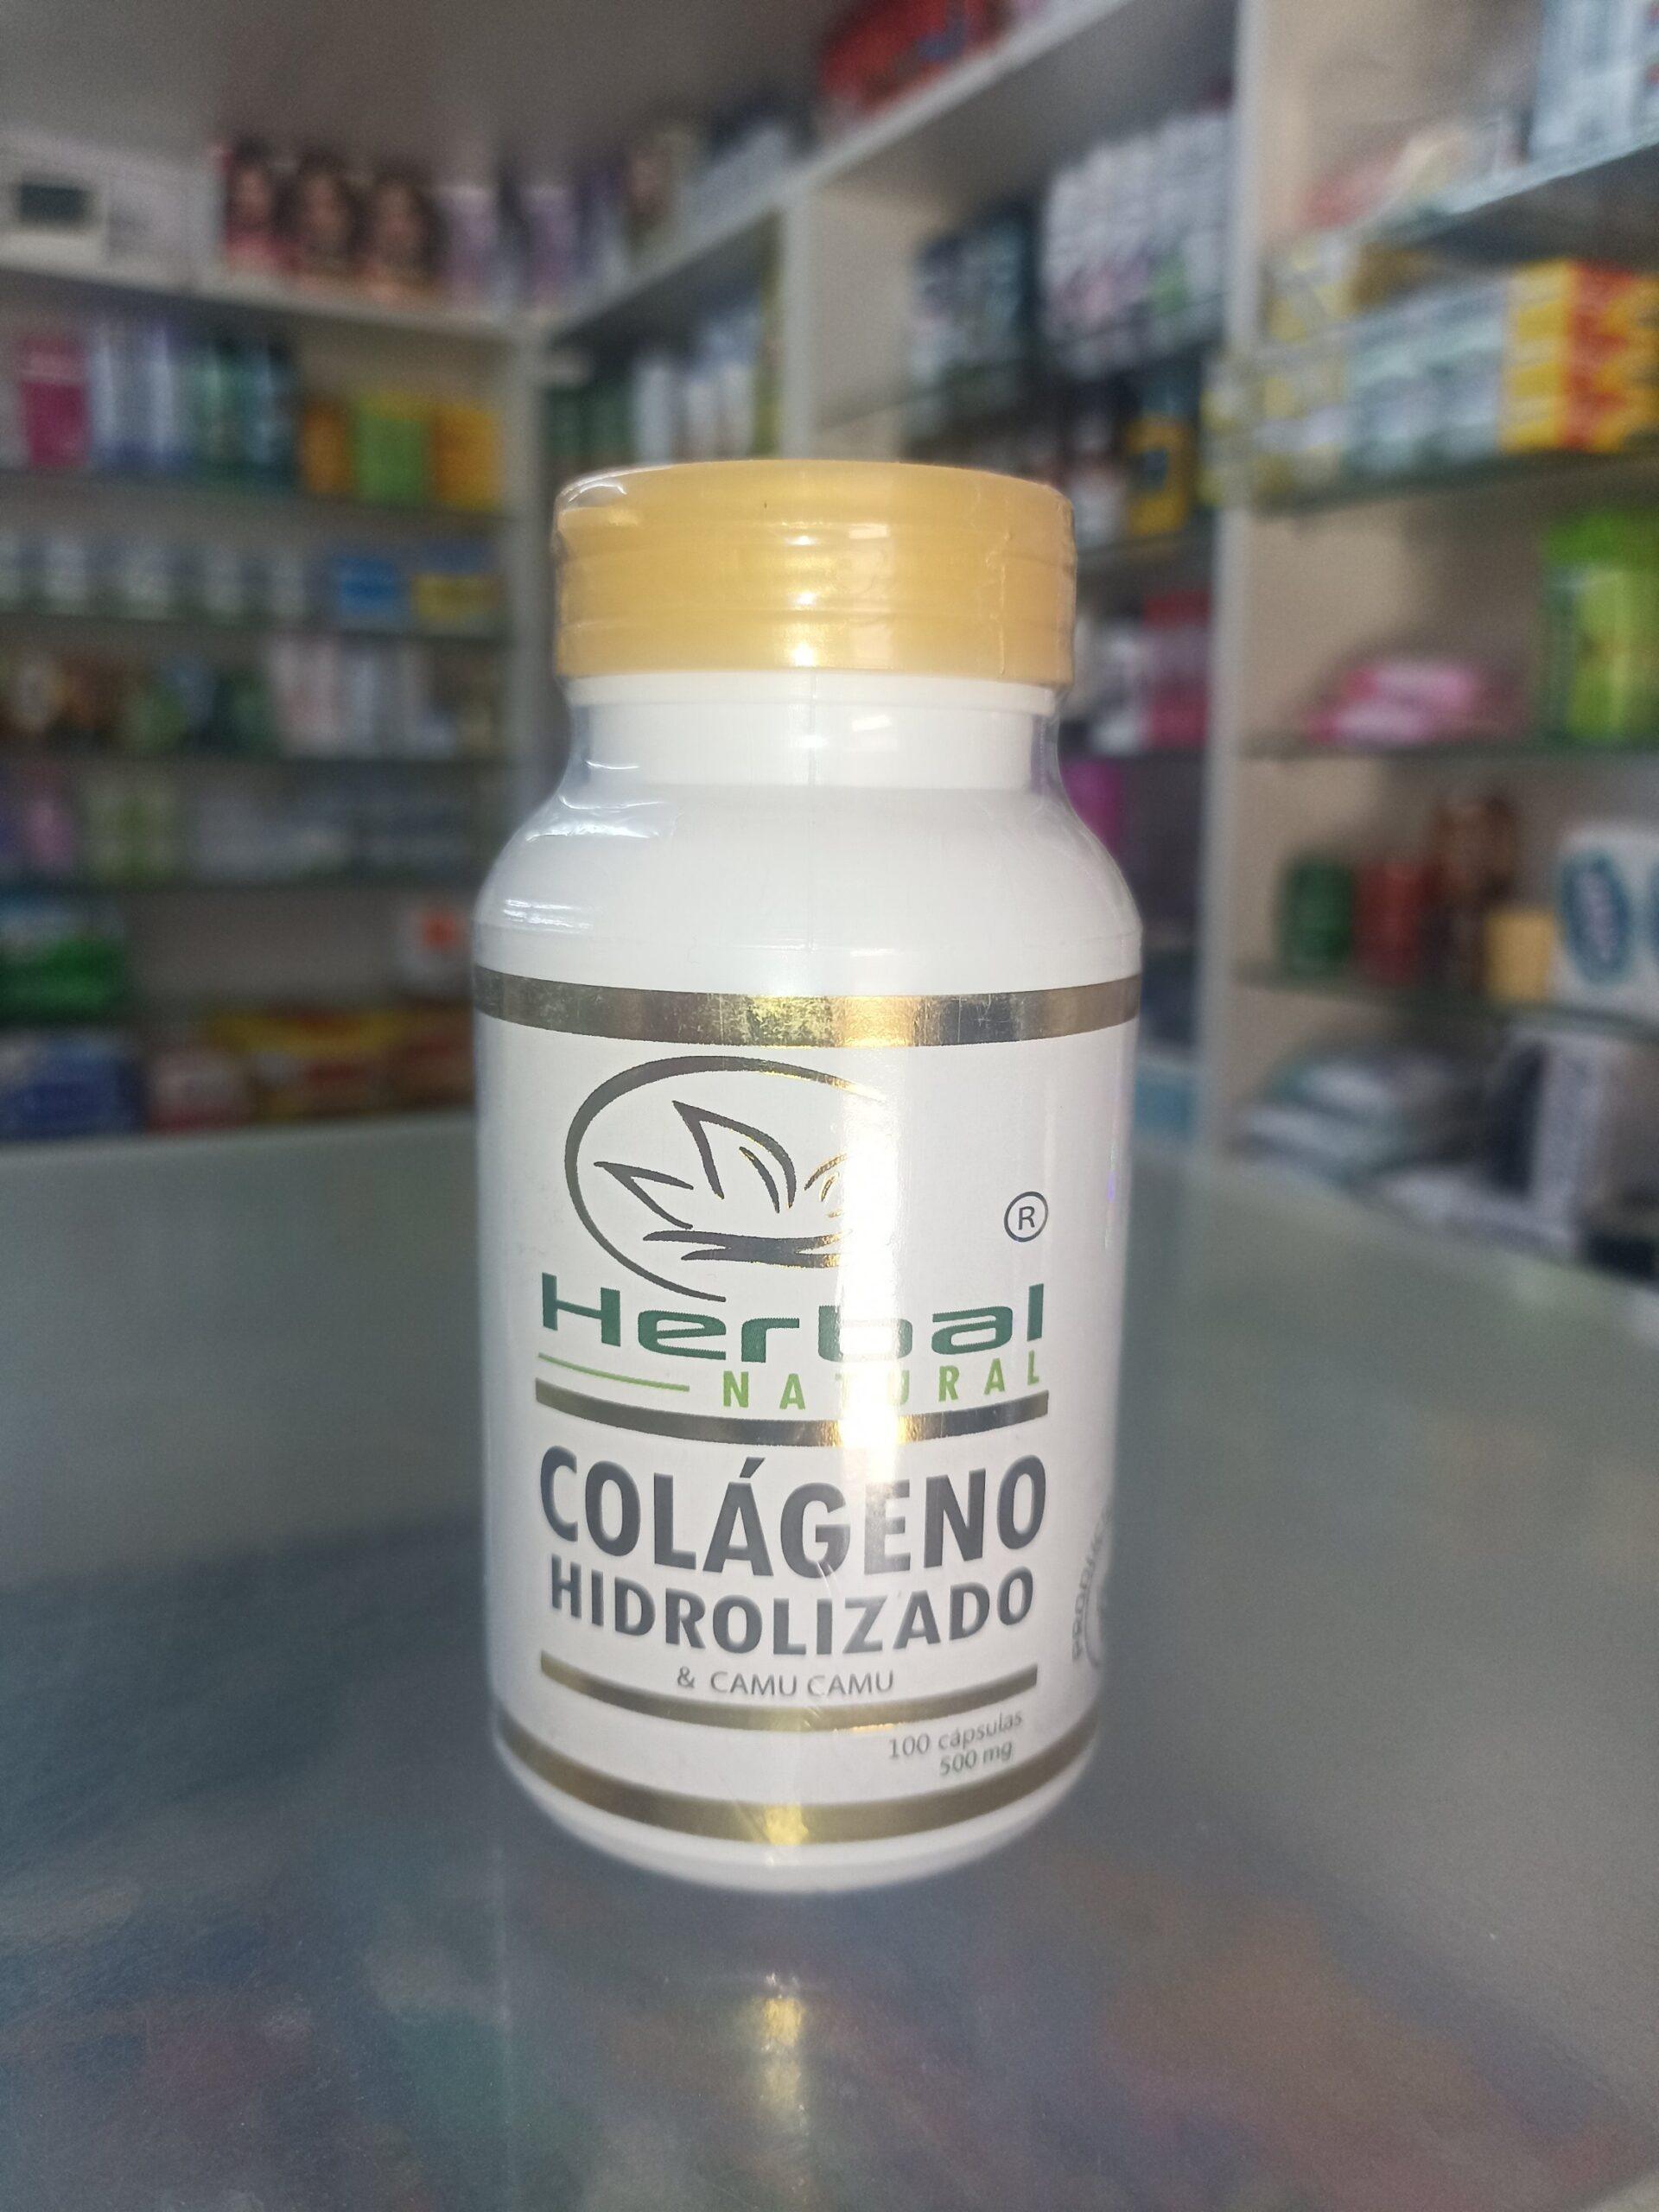 ®
Herbal
NATURAL
COLÁGENO
HIDROLIZADO
& CAMU CAMU
100 cápsulas
500 mg